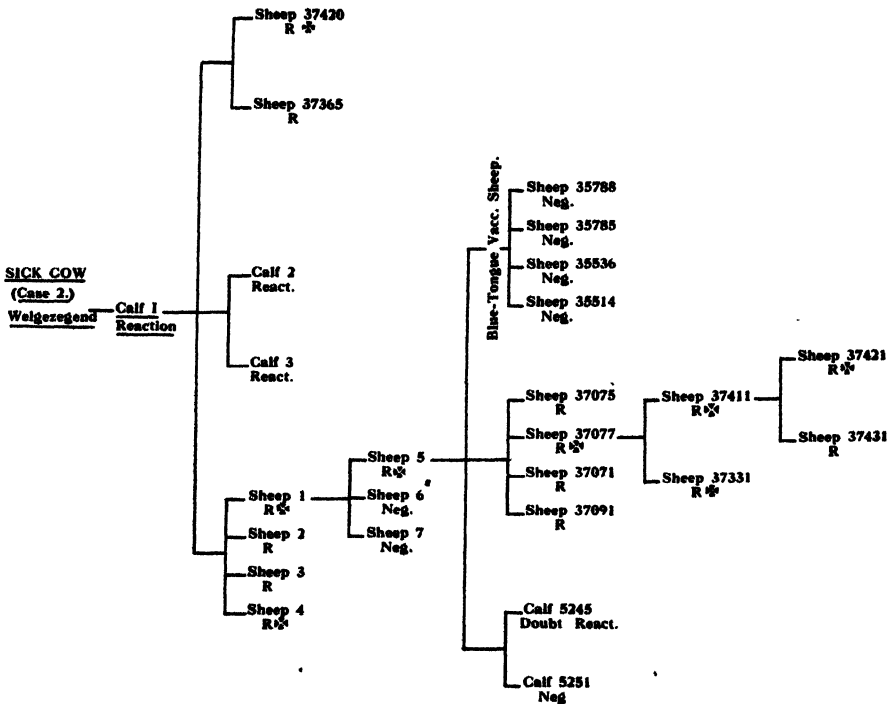 Sheep 37420
R ✠
Sheep 37365
R
SICK COW
(Case 2.)
Welgezegend
Calf I
Reaction
Calf 2
React.
Calf 3
React.
Sheep 1
R✠
Sheep 2
R
Sheep 3
R
Sheep 4
R✠
Sheep 5
R✠
Sheep 6
Neg.
Sheep 7
Neg.
Blue-Tongue Vacc. Sheep.
Sheep 35788
Neg.
Sheep 35785
Neg.
Sheep 35536
Neg.
Sheep 35514
Neg.
Sheep 37075
R
Sheep 37077
R✠
Sheep 37071
R
Sheep 37091
R
Calf 5245
Doubt React.
Calf 5251
Neg
Sheep 37411
R✠
Sheep 37331
R✠
Sheep 37421
R✠
Sheep 37431
R